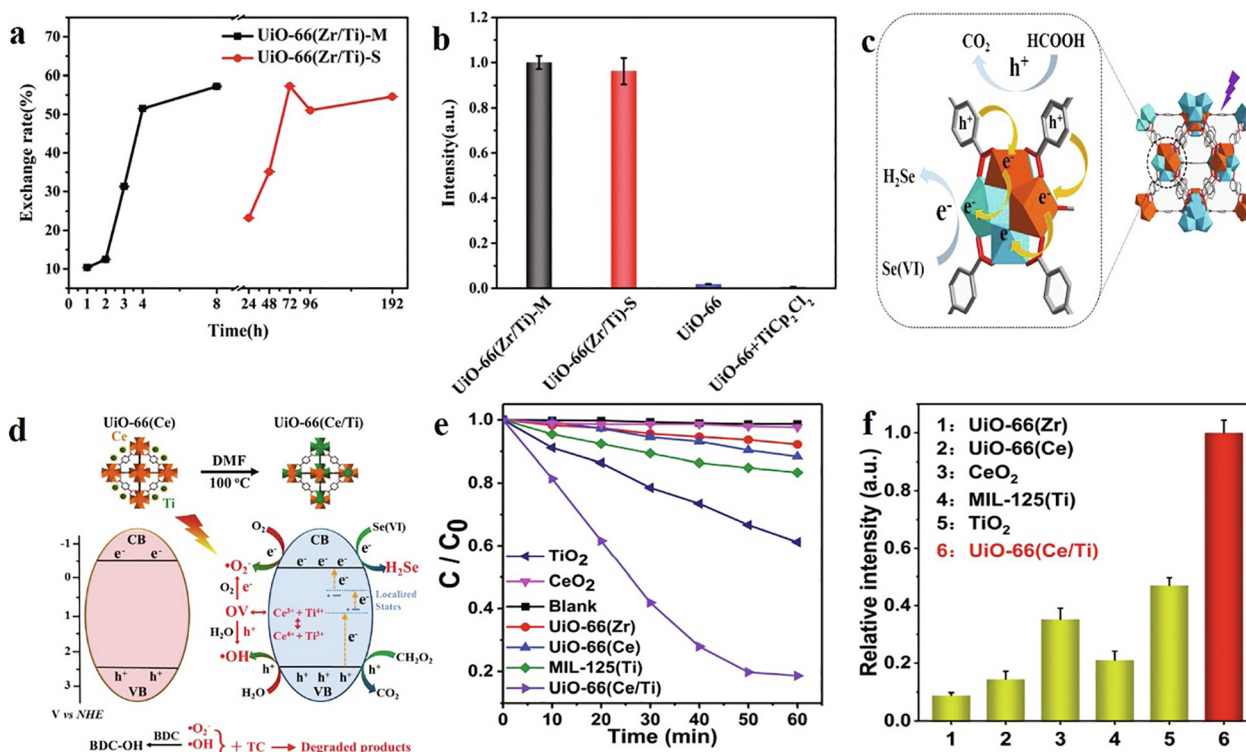 a
UiO-66(Zr/Ti)-M
UiO-66(Zr/Ti)-S
Exchange rate(%)
70
60
50
40
30
20
10
0 1 2 3 4 8 24 48 72 96 192
Time(h)
b
Intensity(a.u.)
1.2
1.0
0.8
0.6
0.4
0.2
0.0
UiO-66(Zr/Ti)-M
UiO-66(Zr/Ti)-S
UiO-66
UiO-66+TiCp₂Cl₂
c
CO₂
HCOOH
h⁺
h⁺
h⁺
H₂Se
e⁻
Se(VI)
e⁻
e⁻
e⁻
e⁻
d
UiO-66(Ce)
UiO-66(Ce/Ti)
Ce
Ti
DMF
100 ℃
-1
0
1
2
3
V vs NHE
CB
e⁻ e⁻
h⁺ h⁺
VB
O₂
e⁻
•O₂⁻
O₂ e⁻
OV
H₂O h⁺
•OH
h⁺
H₂O
CB
e⁻ e⁻ e⁻
e⁻
Localized
States
e⁻
Ce³⁺ + Ti⁴⁺
Ce⁴⁺ + Ti³⁺
e⁻
h⁺ h⁺ h⁺
VB
Se(VI)
e⁻
H₂Se
CH₂O₂
h⁺
CO₂
BDC-OH BDC •O₂⁻
•OH + TC Degraded products
e
C / C0
1.0
0.8
0.6
0.4
0.2
TiO₂
CeO₂
Blank
UiO-66(Zr)
UiO-66(Ce)
MIL-125(Ti)
UiO-66(Ce/Ti)
0 10 20 30 40 50 60
Time (min)
f
Relative intensity (a.u.)
1.0
0.8
0.6
0.4
0.2
0.0
1: UiO-66(Zr)
2: UiO-66(Ce)
3: CeO₂
4: MIL-125(Ti)
5: TiO₂
6: UiO-66(Ce/Ti)
1 2 3 4 5 6